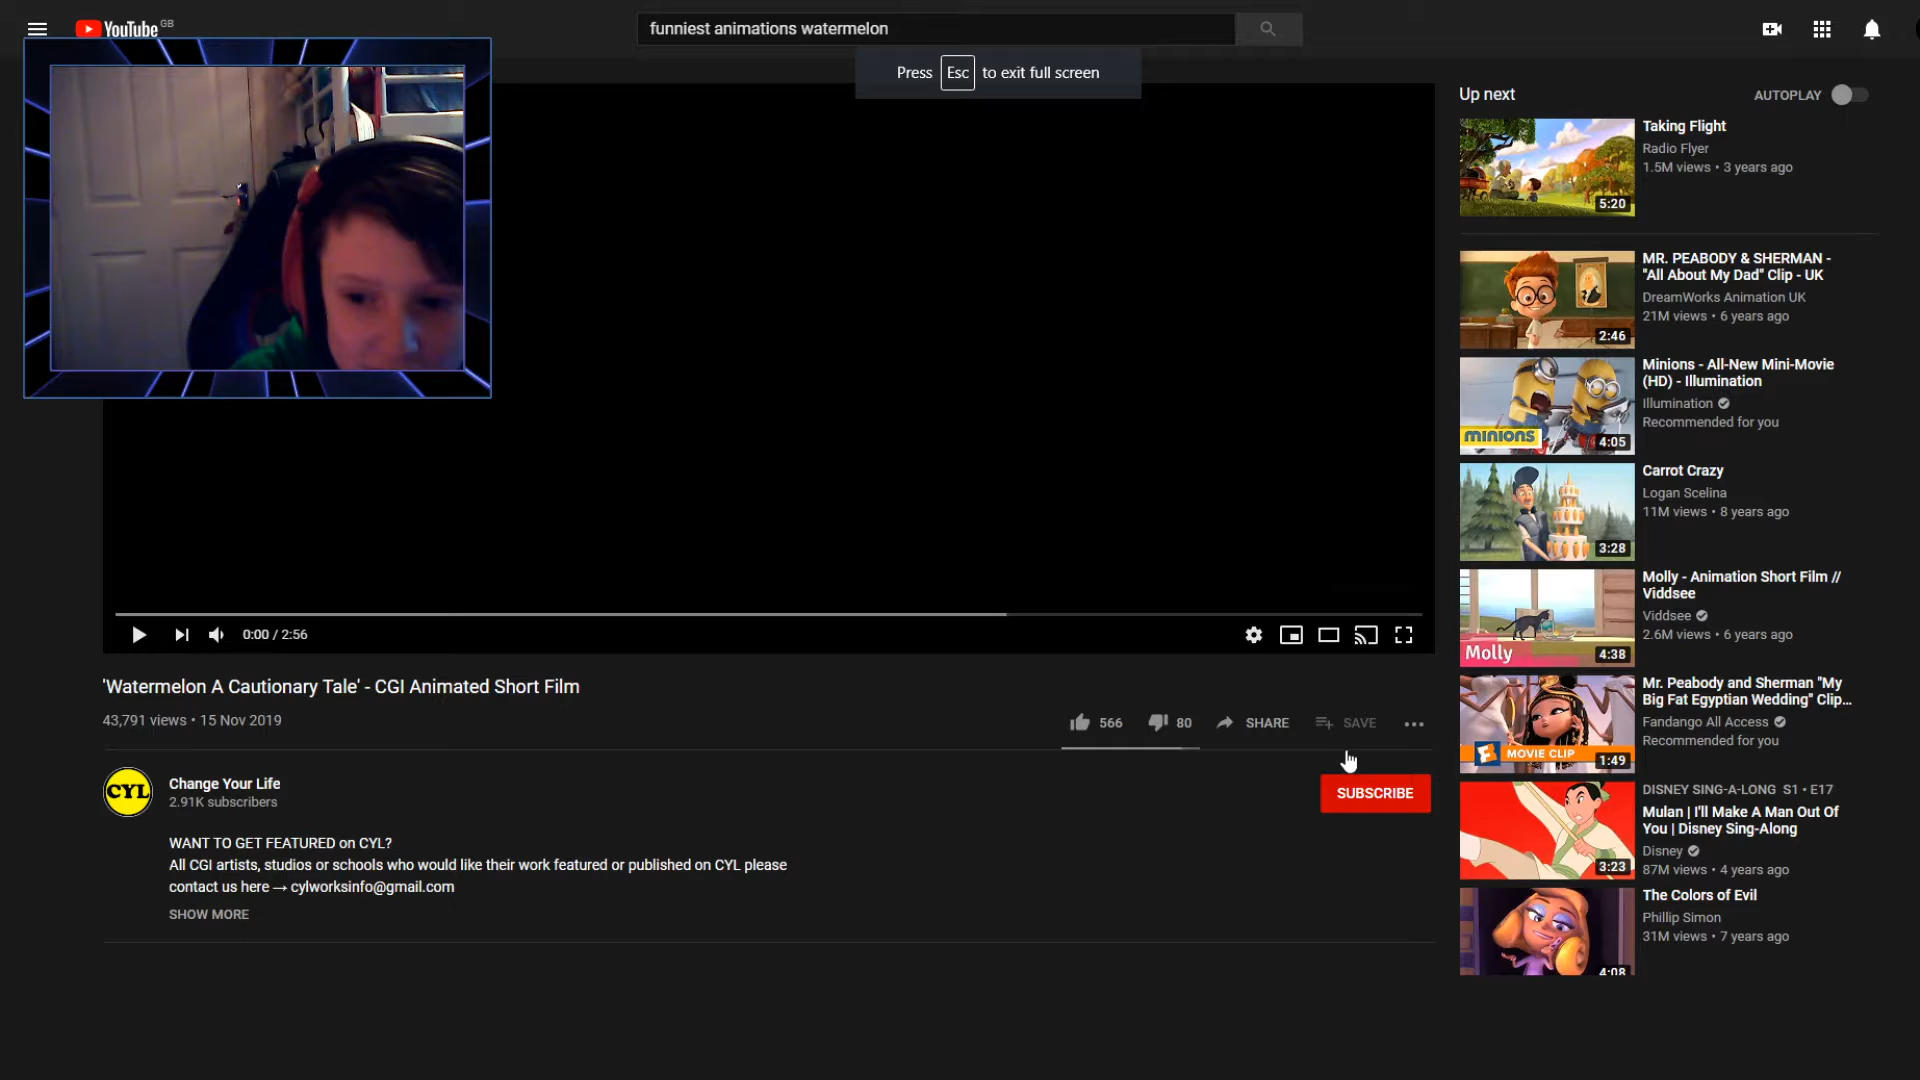 YouTube GB
funniest animations watermelon
Press Esc to exit full screen
0:00 / 2:56
'Watermelon A Cautionary Tale' - CGI Animated Short Film
43,791 views • 15 Nov 2019
566
80
SHARE
SAVE
CYL
Change Your Life
2.91K subscribers
SUBSCRIBE
WANT TO GET FEATURED on CYL?
All CGI artists, studios or schools who would like their work featured or published on CYL please
contact us here → cylworksinfo@gmail.com
SHOW MORE
Up next
AUTOPLAY
5:20
Taking Flight
Radio Flyer
1.5M views • 3 years ago
2:46
MR. PEABODY & SHERMAN -
"All About My Dad" Clip - UK
DreamWorks Animation UK
21M views • 6 years ago
minions
4:05
Minions - All-New Mini-Movie
(HD) - Illumination
Illumination
Recommended for you
3:28
Carrot Crazy
Logan Scelina
11M views • 8 years ago
Molly
4:38
Molly - Animation Short Film //
Viddsee
Viddsee
2.6M views • 6 years ago
MOVIE CLIP
1:49
Mr. Peabody and Sherman "My
Big Fat Egyptian Wedding" Clip...
Fandango All Access
Recommended for you
3:23
DISNEY SING-A-LONG S1 • E17
Mulan | I'll Make A Man Out Of
You | Disney Sing-Along
Disney
87M views • 4 years ago
4:08
The Colors of Evil
Phillip Simon
31M views • 7 years ago